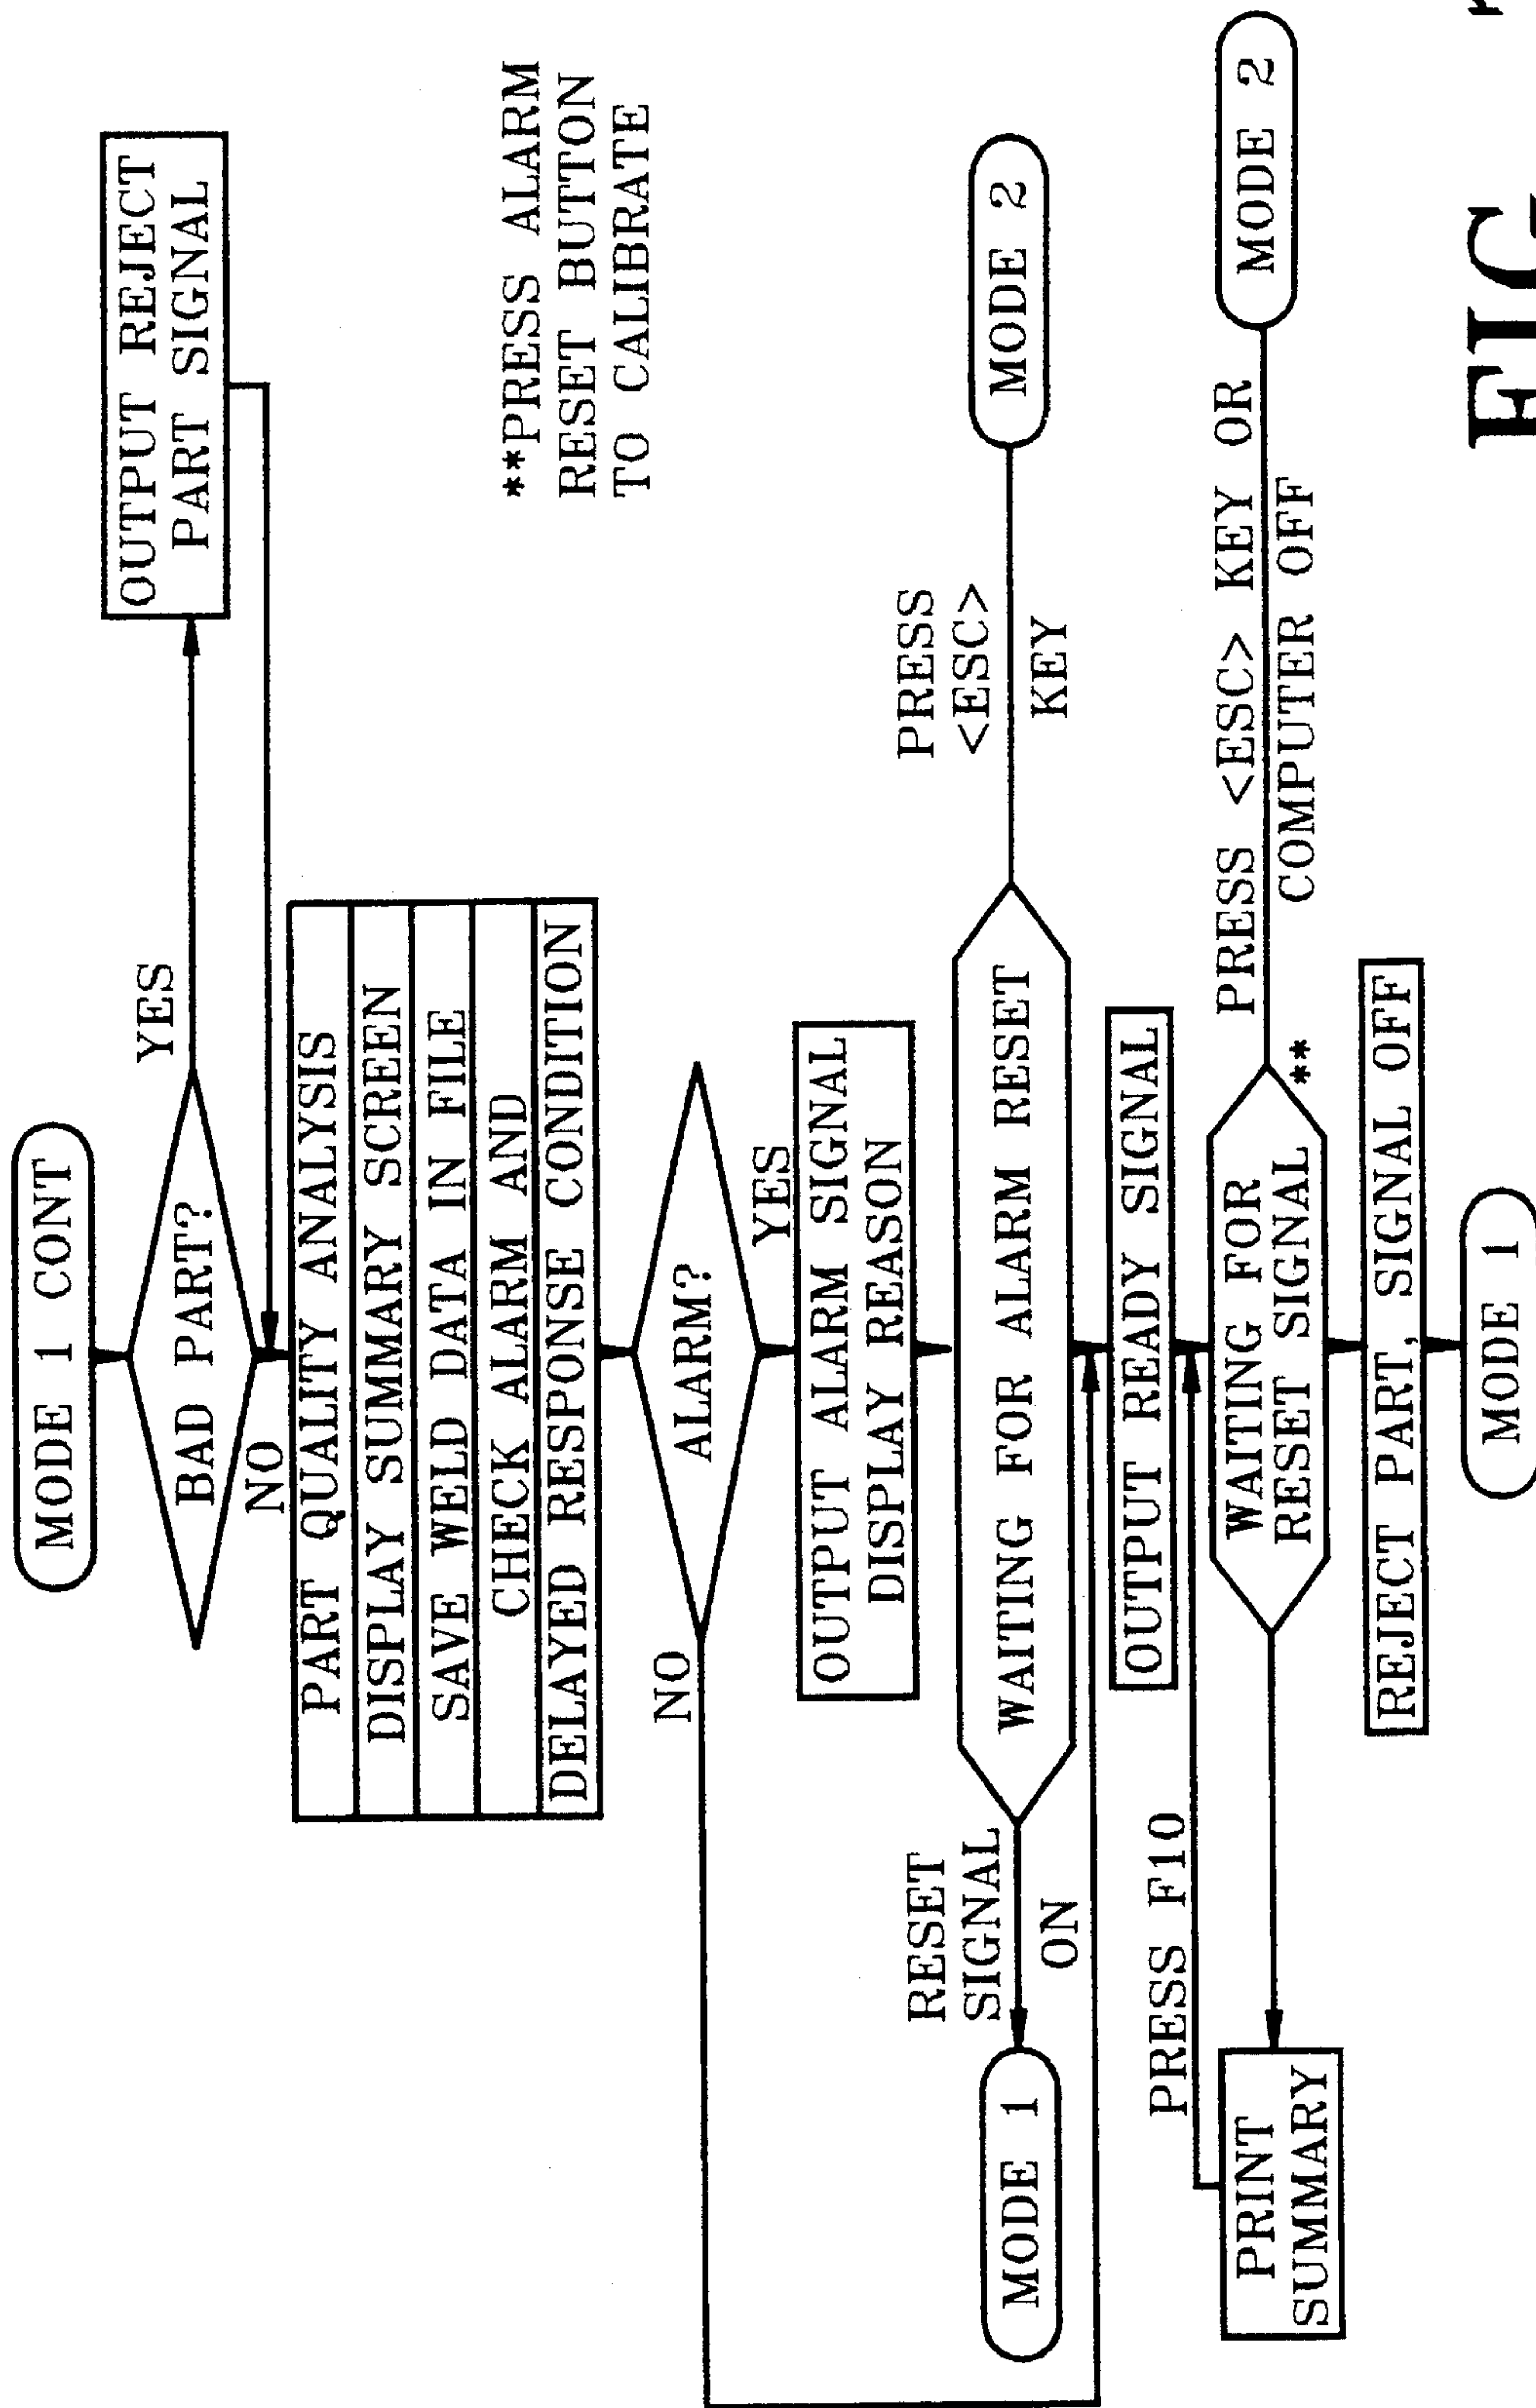 MODE 1 CONT
BAD PART?
YES
OUTPUT REJECT
PART SIGNAL
NO
PART QUALITY ANALYSIS
DISPLAY SUMMARY SCREEN
SAVE WELD DATA IN FILE
CHECK ALARM AND
DELAYED RESPONSE CONDITION
**PRESS ALARM
RESET BUTTON
TO CALIBRATE
ALARM?
NO
YES
OUTPUT ALARM SIGNAL
DISPLAY REASON
WAITING FOR ALARM RESET
RESET
SIGNAL
ON
MODE 1
PRESS
<ESC>
KEY
MODE 2
OUTPUT READY SIGNAL
PRESS F10
WAITING FOR
RESET SIGNAL
**
PRESS <ESC> KEY OR
COMPUTER OFF
MODE 2
PRINT
SUMMARY
REJECT PART, SIGNAL OFF
MODE 1
FIG